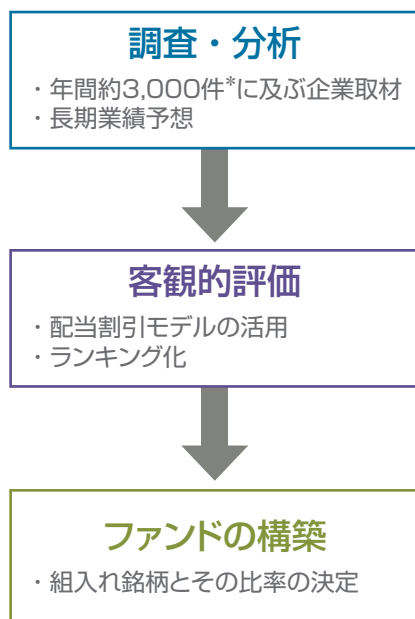 調査・分析
・年間約3,000件*に及ぶ企業取材
・長期業績予想
客観的評価
・配当割引モデルの活用
・ランキング化
ファンドの構築
・組入れ銘柄とその比率の決定